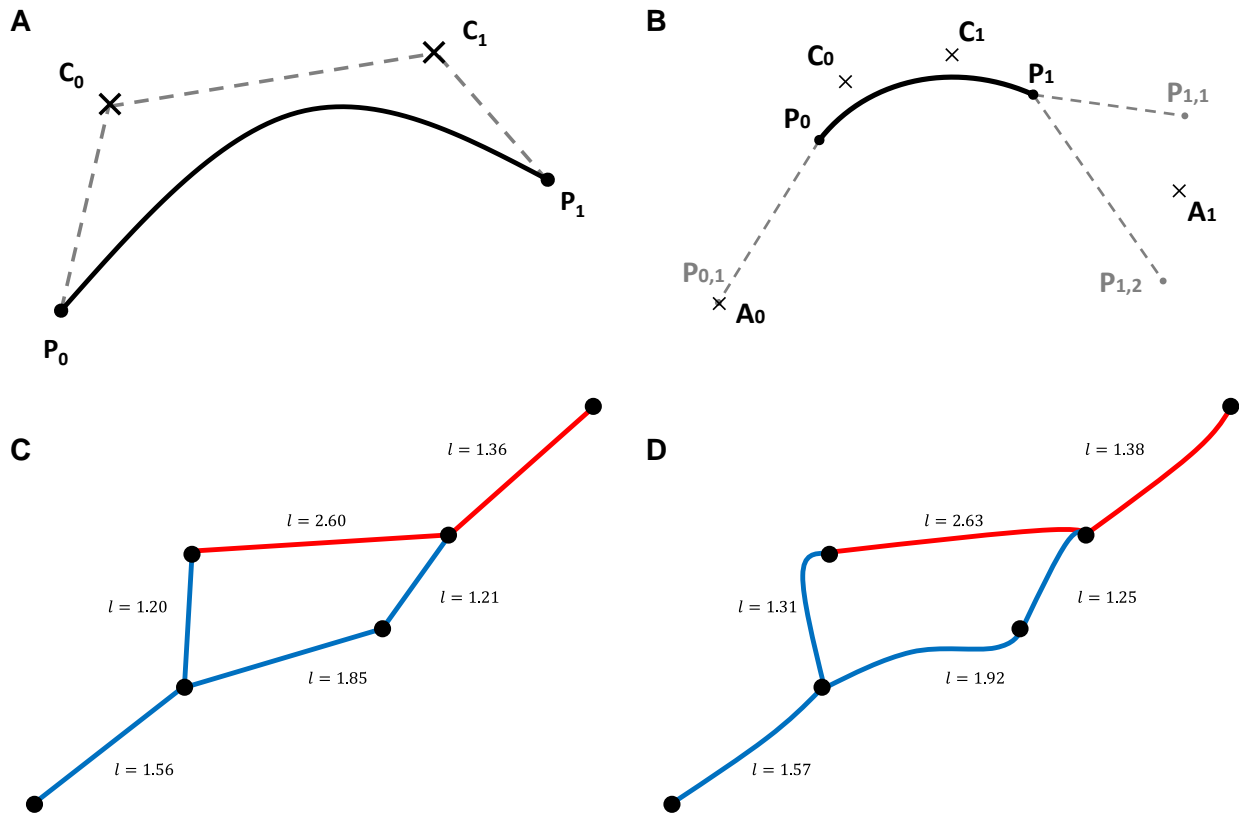 A
C₀
C₁
P₀
P₁
B
C₀
C₁
P₀
P₁
P₁,₁
A₁
P₀,₁
A₀
P₁,₂
C
l = 1.36
l = 2.60
l = 1.20
l = 1.21
l = 1.85
l = 1.56
D
l = 1.38
l = 2.63
l = 1.31
l = 1.25
l = 1.92
l = 1.57